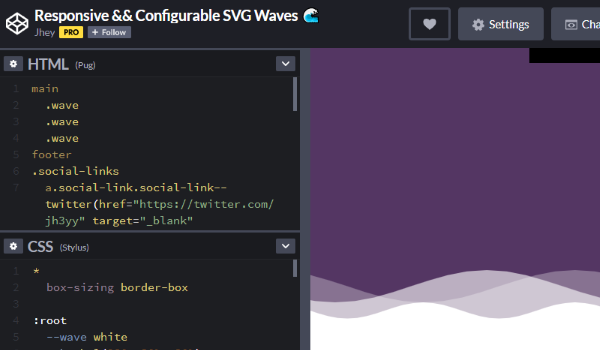 Responsive && Configurable SVG Waves 🌊
Jhey PRO + Follow
Settings
Cha
HTML (Pug)
1 main
2 .wave
3 .wave
4 .wave
5 footer
6 .social-links
7 a.social-link.social-link--
twitter(href="https://twitter.com/
jh3yy" target="_blank"
CSS (Stylus)
1 *
2 box-sizing border-box
3
4 :root
5 --wave white